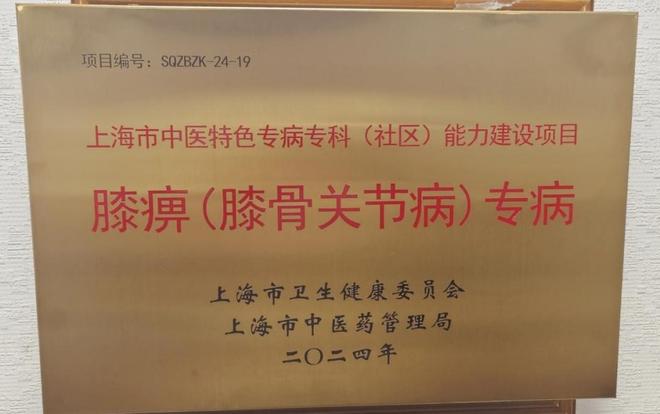 项目编号：SQZBZK-24-19
上海市中医特色专病专科（社区）能力建设项目
膝痹（膝骨关节病）专病
上海市卫生健康委员会
上海市中医药管理局
二〇二四年